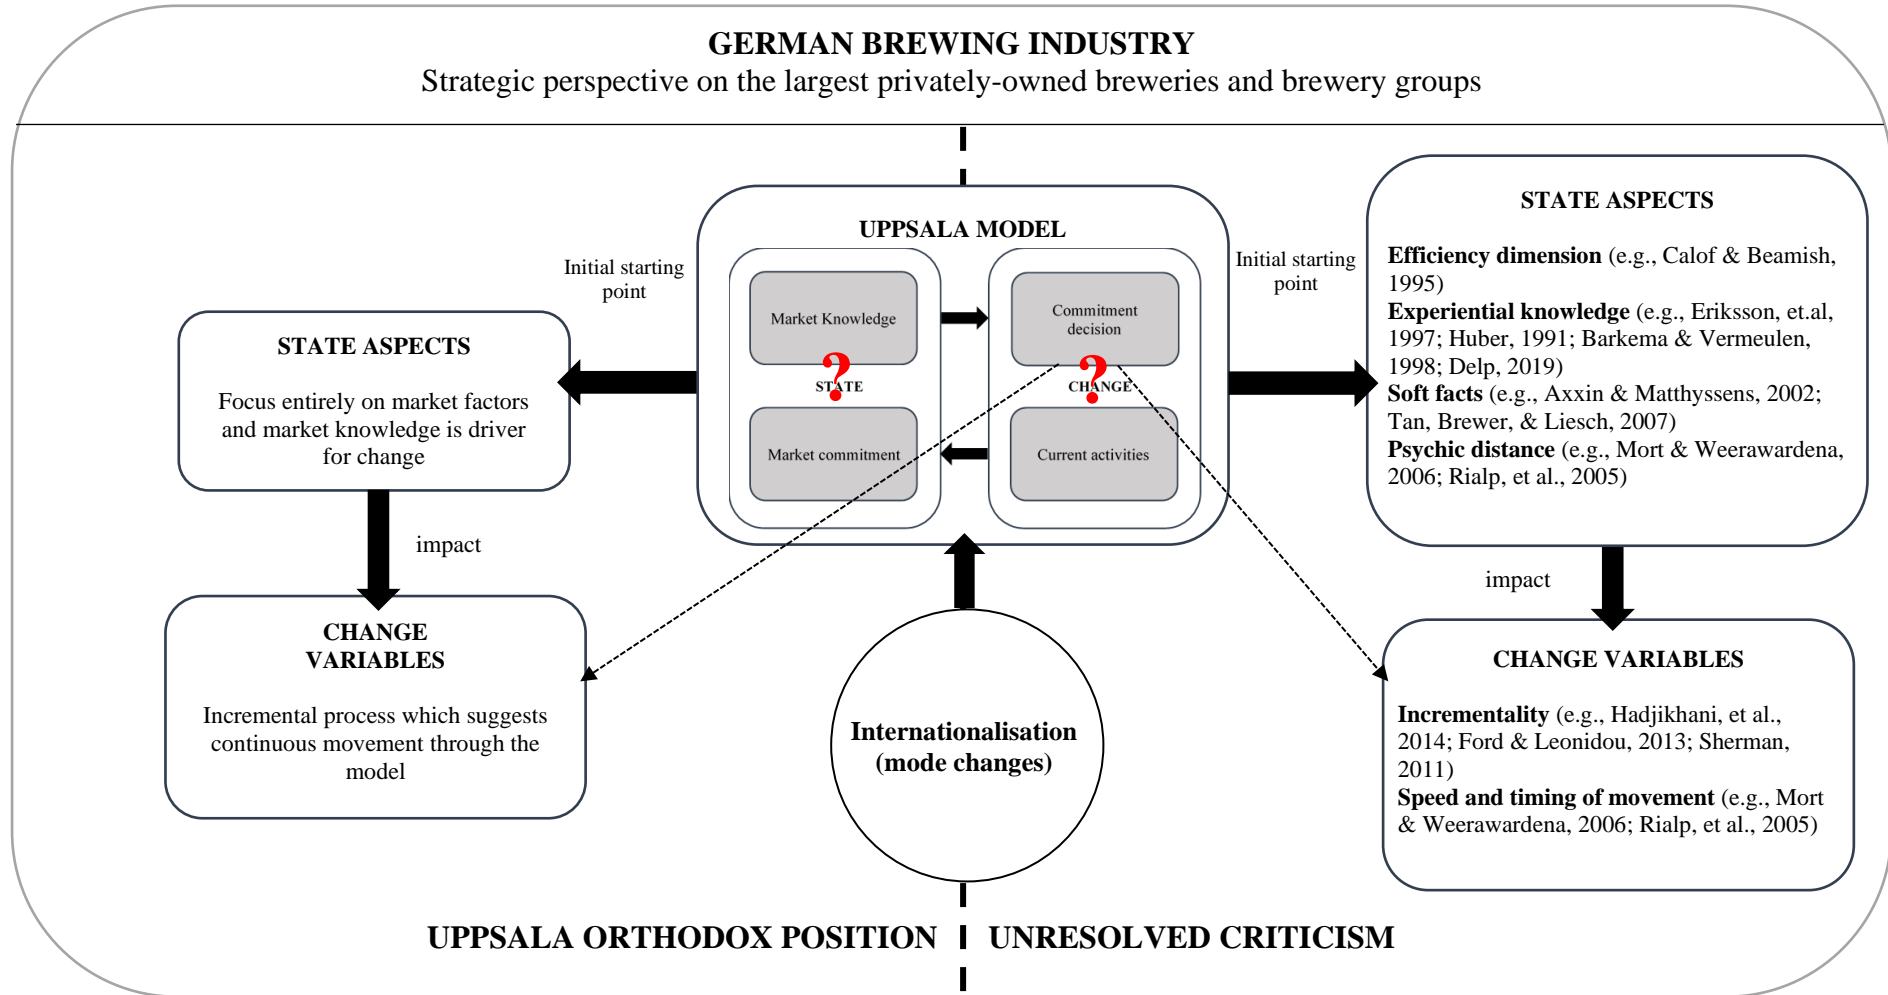 GERMAN BREWING INDUSTRY
Strategic perspective on the largest privately-owned breweries and brewery groups
UPPSALA MODEL
Market Knowledge
?
STATE
Market commitment
Commitment
decision
?
CHANGE
Current activities
Initial starting
point
STATE ASPECTS
Focus entirely on market factors
and market knowledge is driver
for change
impact
CHANGE
VARIABLES
Incremental process which suggests
continuous movement through the
model
Internationalisation
(mode changes)
Initial starting
point
STATE ASPECTS
Efficiency dimension (e.g., Calof & Beamish,
1995)
Experiential knowledge (e.g., Eriksson, et.al,
1997; Huber, 1991; Barkema & Vermeulen,
1998; Delp, 2019)
Soft facts (e.g., Axxin & Matthyssens, 2002;
Tan, Brewer, & Liesch, 2007)
Psychic distance (e.g., Mort & Weerawardena,
2006; Rialp, et al., 2005)
impact
CHANGE VARIABLES
Incrementality (e.g., Hadjikhani, et al.,
2014; Ford & Leonidou, 2013; Sherman,
2011)
Speed and timing of movement (e.g., Mort
& Weerawardena, 2006; Rialp, et al., 2005)
UPPSALA ORTHODOX POSITION
UNRESOLVED CRITICISM